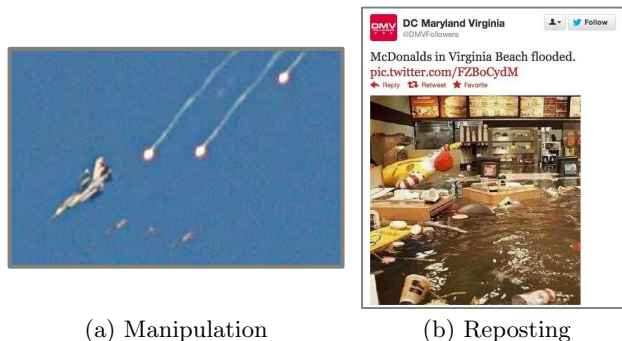 DMV
DC Maryland Virginia
@DMVFollowers
Follow
McDonalds in Virginia Beach flooded.
pic.twitter.com/FZBoCydM
Reply Retweet Favorite
(a) Manipulation
(b) Reposting